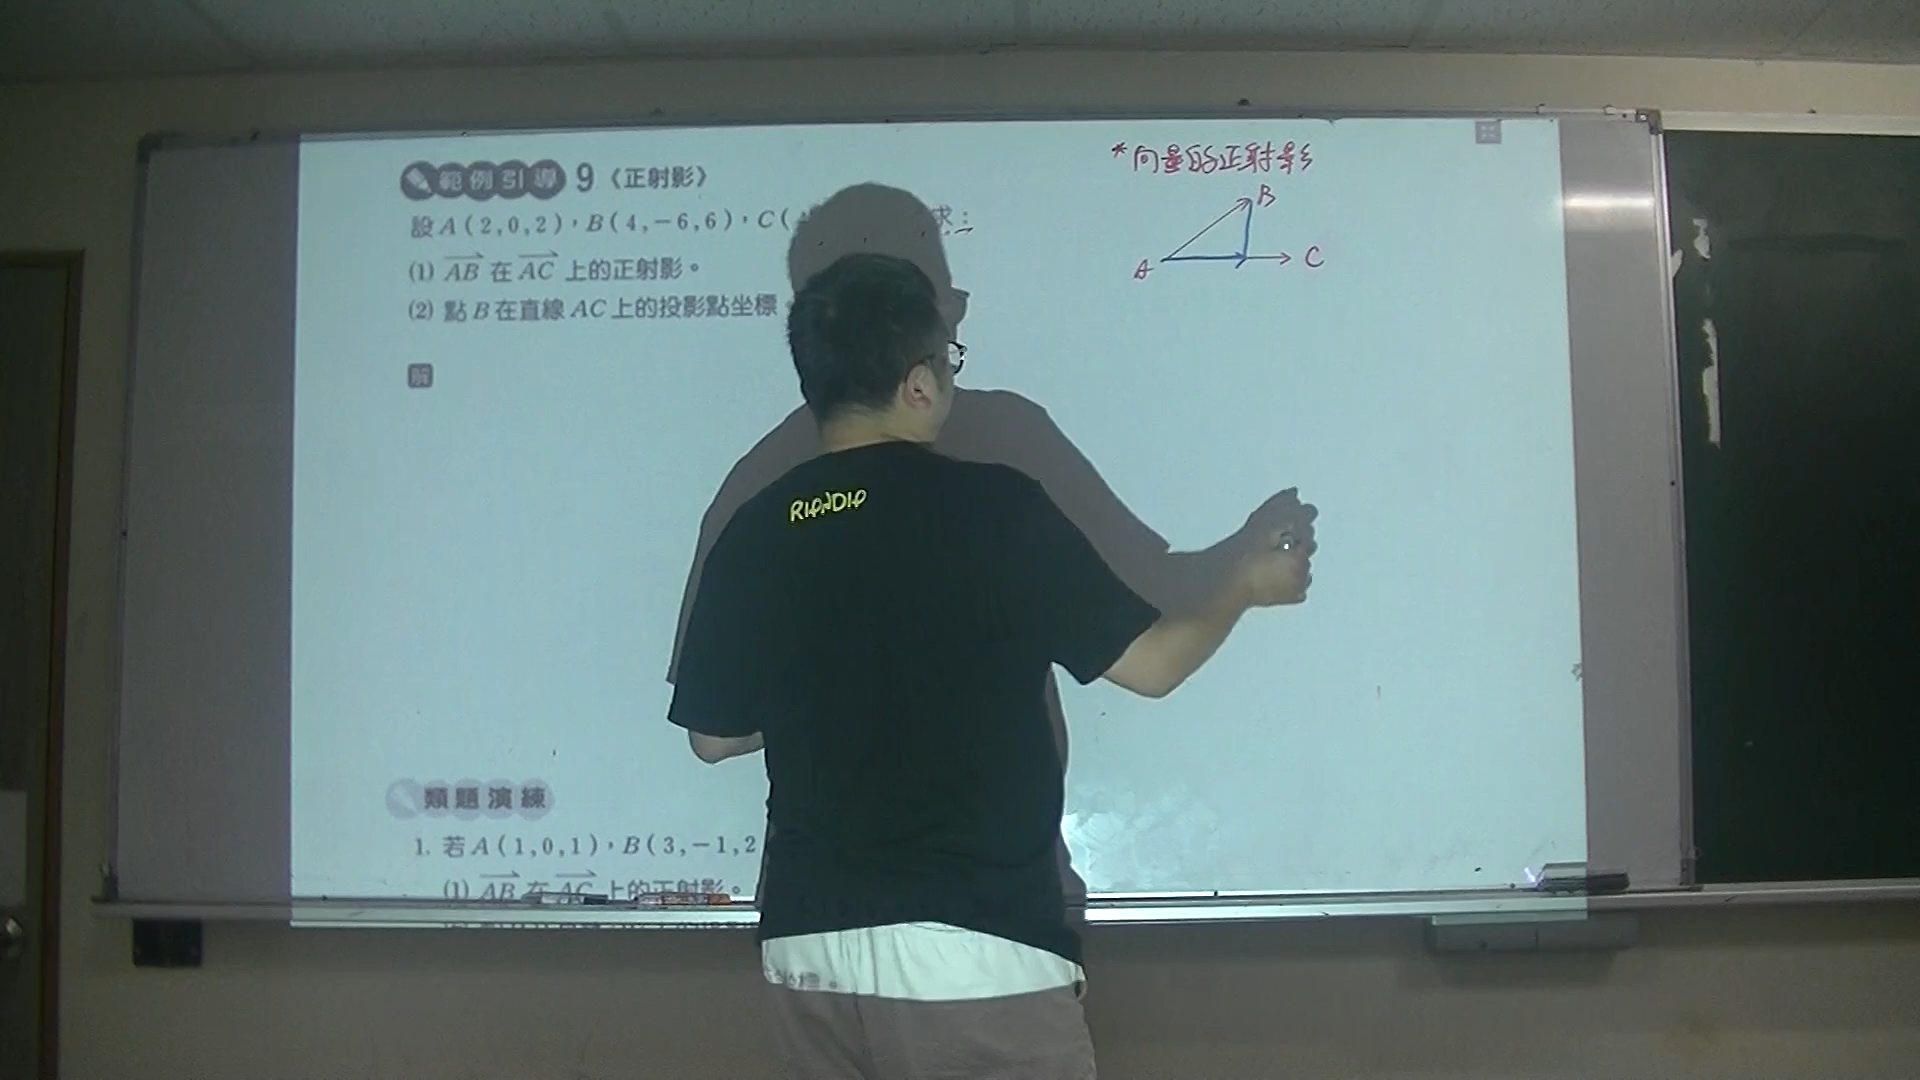 範例引導 9《正射影》
設A(2,0,2),B(4,-6,6),C( 求:
(1) AB 在 AC 上的正射影。
(2) 點B在直線AC上的投影點坐標。
解
*向量的正射影
B
A
C
RIPNDIP
類題演練
1. 若A(1,0,1),B(3,-1,2
(1) AB 在 AC 上的正射影。